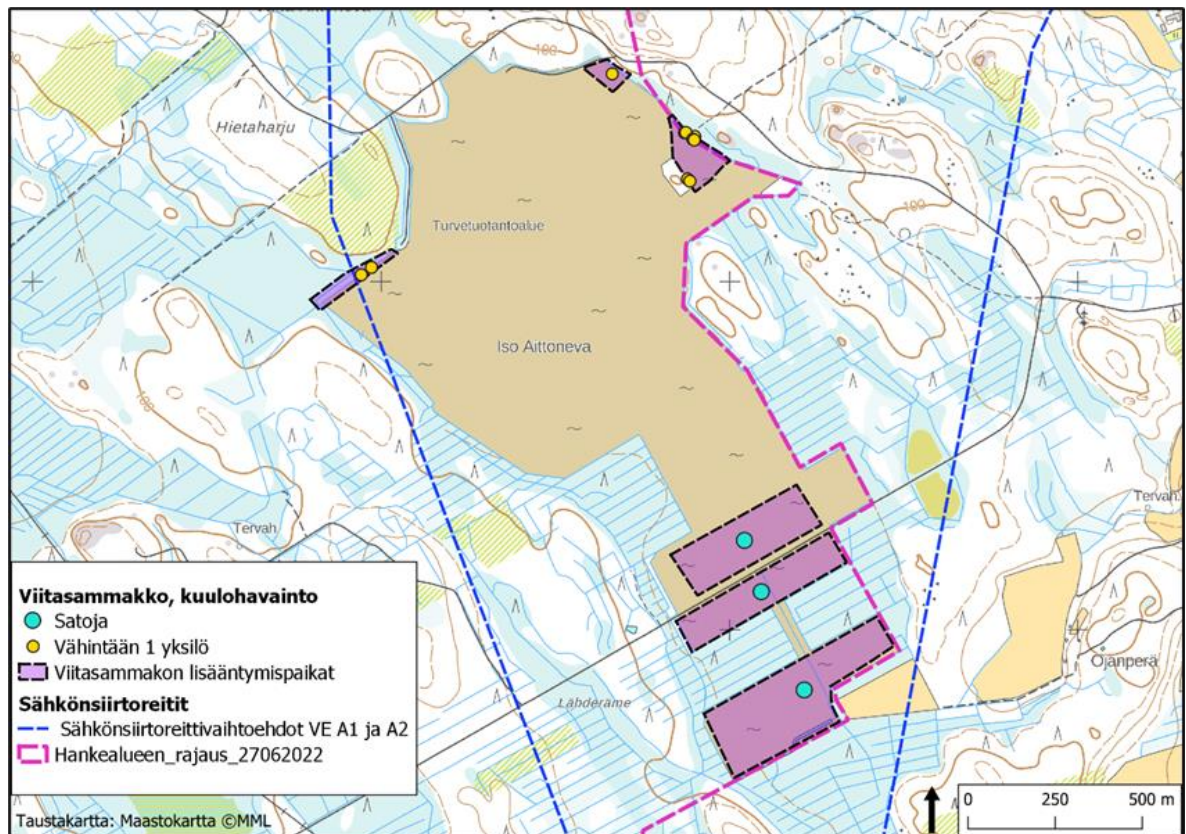 100
Hietaharju
Turvetuotantoalue
100
Iso Aittoneva
100
Tervah.
Tervah.
Ojanperä
Lähderäme
Viitasammakko, kuulohavainto
Satoja
Vähintään 1 yksilö
Viitasammakon lisääntymispaikat
Sähkönsiirtoreitit
Sähkönsiirtoreittivaihtoehdot VE A1 ja A2
Hankealueen_rajaus_27062022
0 250 500 m
Taustakartta: Maastokartta ©MML